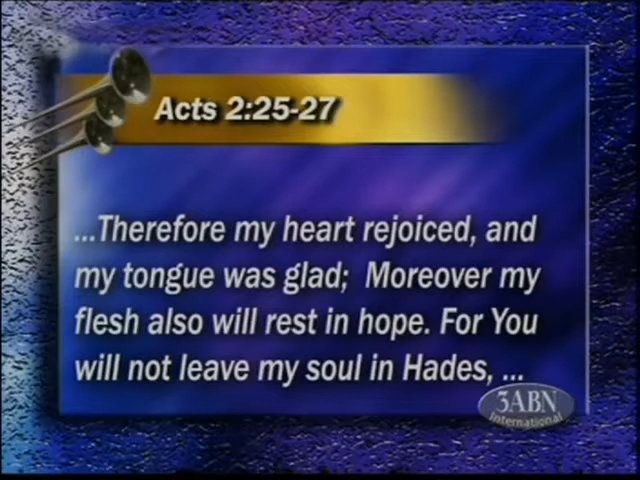 Acts 2:25-27
...Therefore my heart rejoiced, and
my tongue was glad;  Moreover my
flesh also will rest in hope. For You
will not leave my soul in Hades, ...
3ABN
International